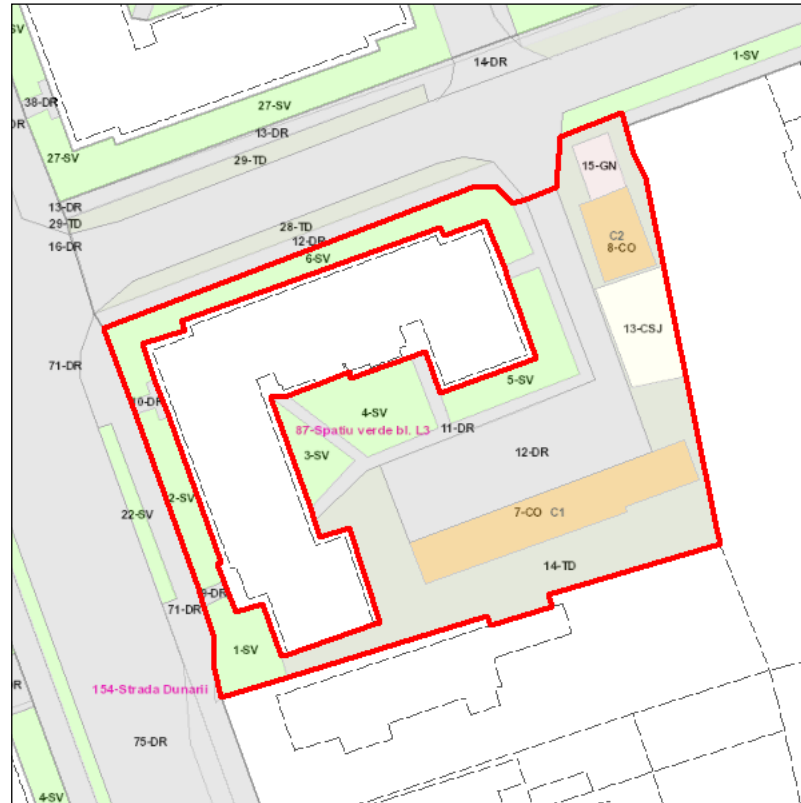 2-SV
14-DR
1-SV
38-DR
27-SV
13-DR
DR
29-TD
27-SV
15-GN
13-DR
29-TD
28-TD
16-DR
12-DR
6-SV
C2
8-CO
13-CSJ
71-DR
5-SV
10-DR
4-SV
87-Spatiu verde bl. L3
11-DR
3-SV
12-DR
2-SV
22-SV
7-CO C1
14-TD
71-DR
1-SV
154-Strada Dunarii
75-DR
4-SV